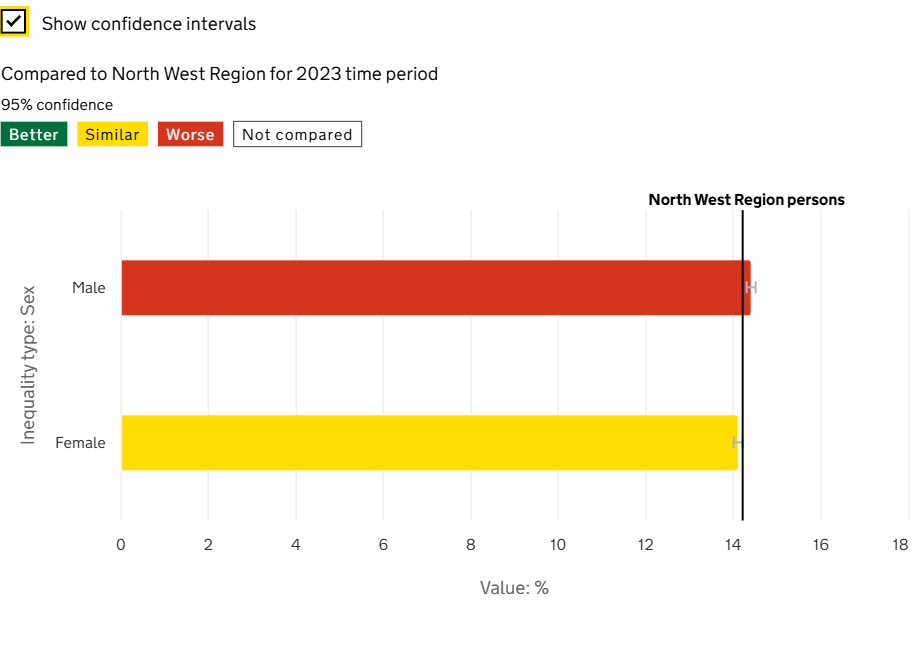 Show confidence intervals
Compared to North West Region for 2023 time period
95% confidence
Better Similar Worse Not compared
North West Region persons
Inequality type: Sex
Male
Female
0 2 4 6 8 10 12 14 16 18
Value: %